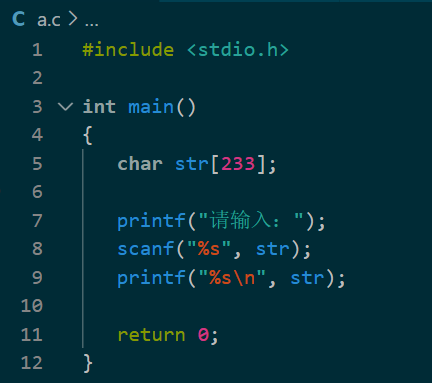 C a.c > ...
1 #include <stdio.h>
2
3 int main()
4 {
5     char str[233];
6
7     printf("请输入：");
8     scanf("%s", str);
9     printf("%s\n", str);
10
11     return 0;
12 }